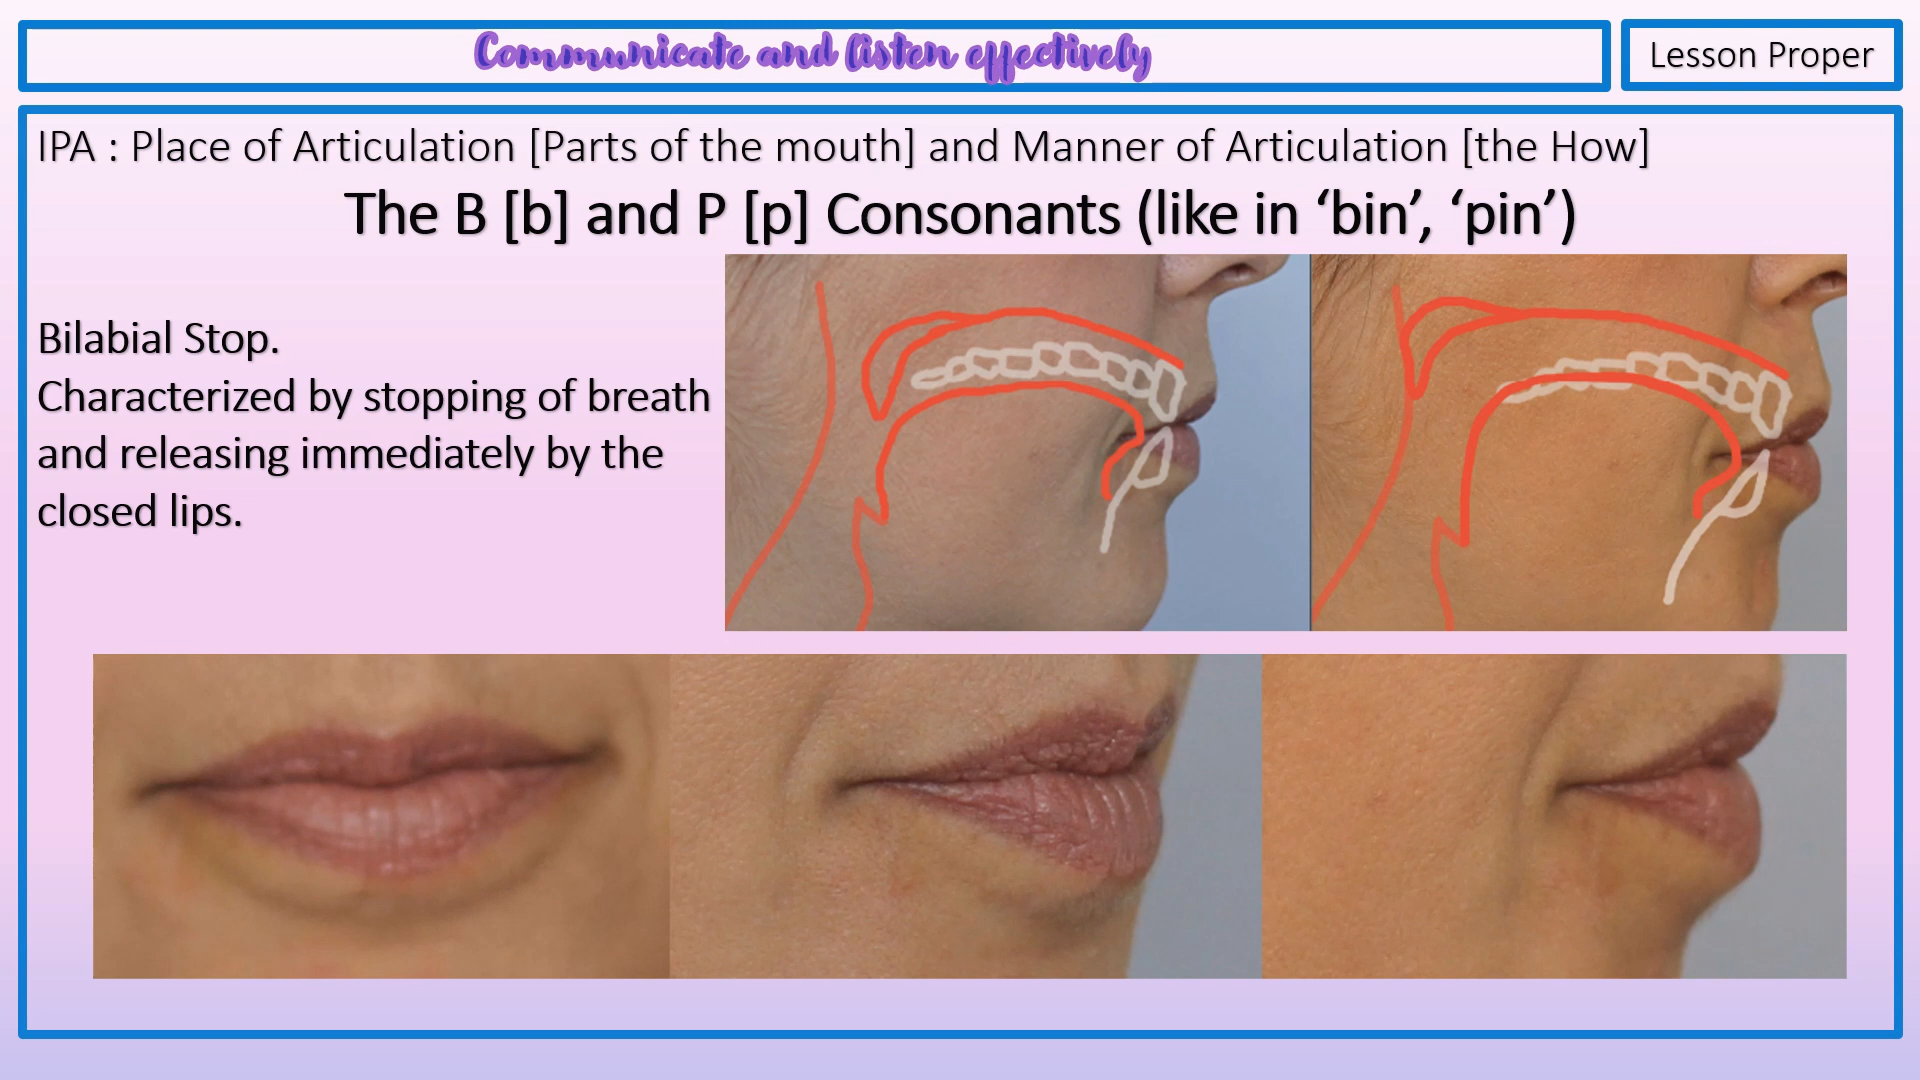 Communicate and listen effectively
Lesson Proper
IPA : Place of Articulation [Parts of the mouth] and Manner of Articulation [the How]
The B [b] and P [p] Consonants (like in ‘bin’, ‘pin’)
Bilabial Stop.
Characterized by stopping of breath
and releasing immediately by the
closed lips.